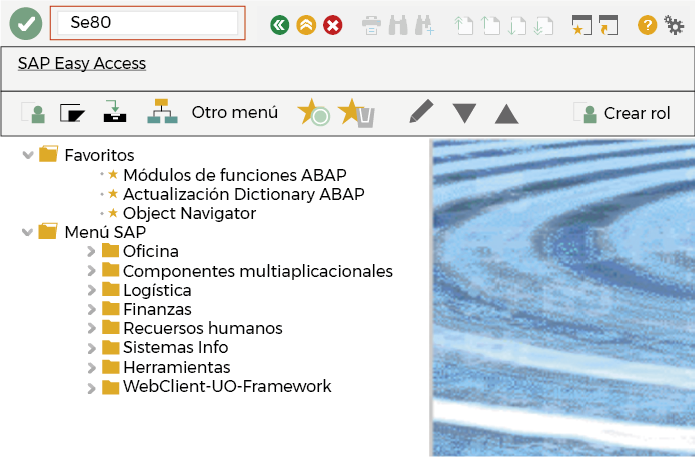 Se80
SAP Easy Access
Otro menú
Crear rol
Favoritos
Módulos de funciones ABAP
Actualización Dictionary ABAP
Object Navigator
Menú SAP
Oficina
Componentes multiaplicacionales
Logística
Finanzas
Recuersos humanos
Sistemas Info
Herramientas
WebClient-UO-Framework